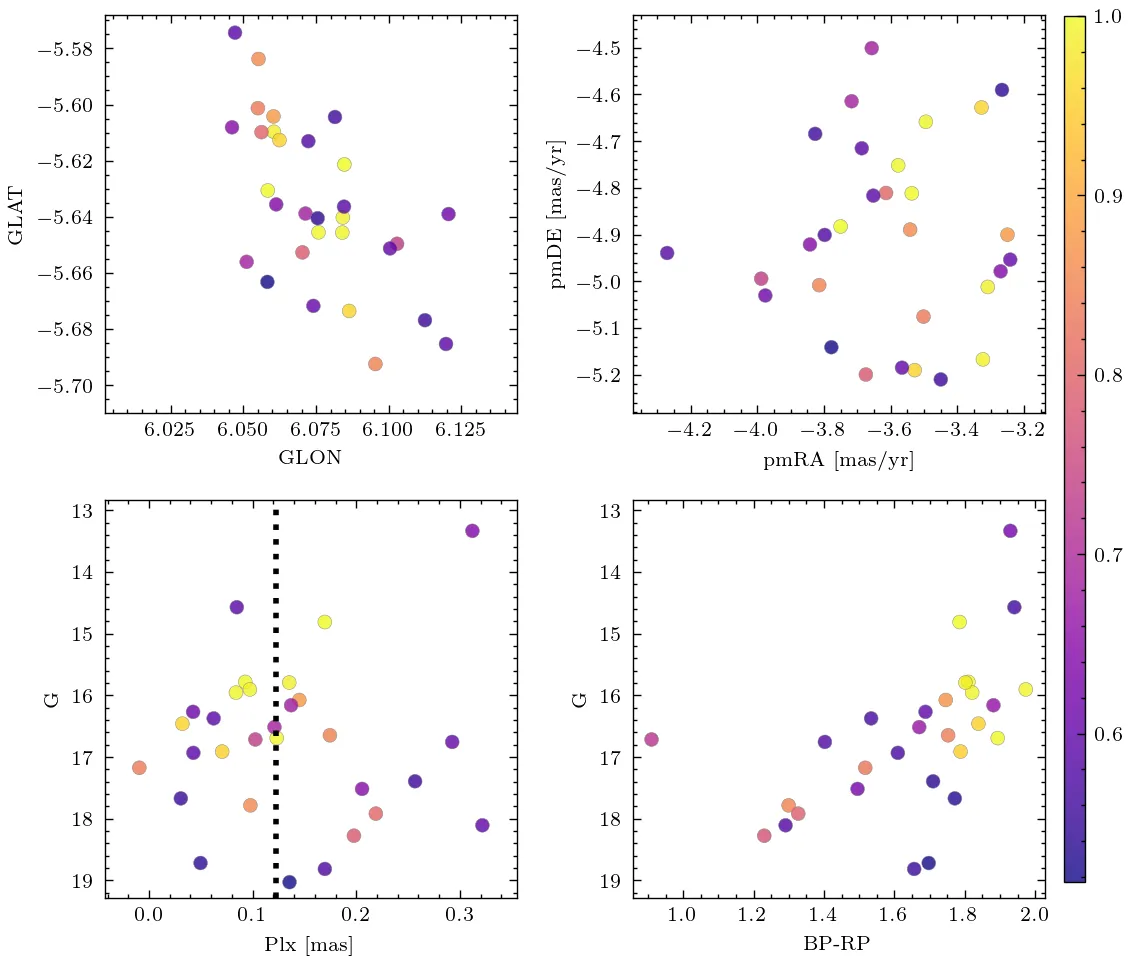 −5.58
−5.60
−5.62
−5.64
−5.66
−5.68
−5.70
GLAT
6.025 6.050 6.075 6.100 6.125
GLON
−4.5
−4.6
−4.7
−4.8
−4.9
−5.0
−5.1
−5.2
pmDE [mas/yr]
−4.2 −4.0 −3.8 −3.6 −3.4 −3.2
pmRA [mas/yr]
1.0
0.9
0.8
0.7
0.6
13
14
15
16
17
18
19
G
0.0 0.1 0.2 0.3
Plx [mas]
13
14
15
16
17
18
19
G
1.0 1.2 1.4 1.6 1.8 2.0
BP-RP